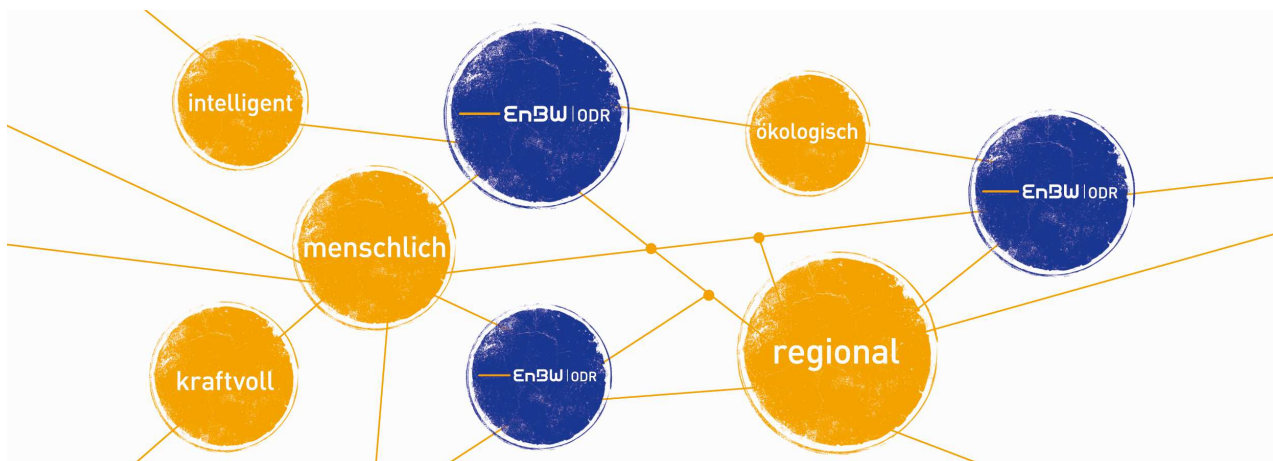 intelligent
EnBW | ODR
ökologisch
EnBW | ODR
menschlich
regional
kraftvoll
EnBW | ODR